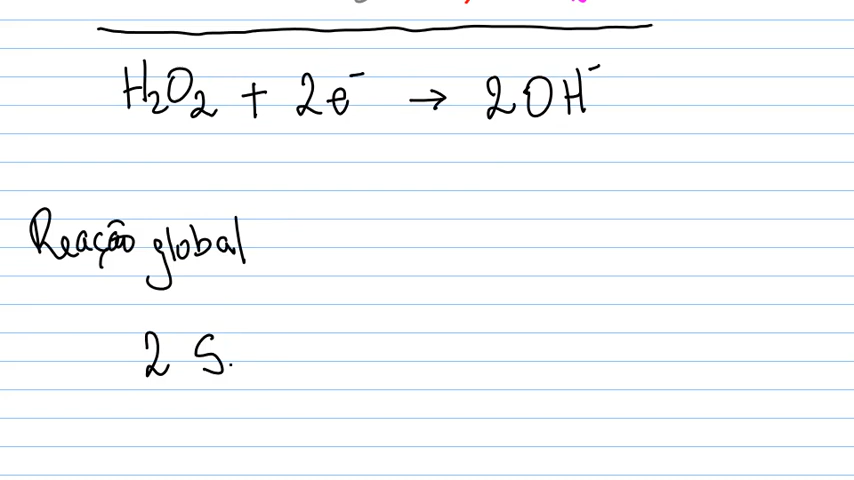 H₂O₂ + 2e⁻ → 2OH⁻
Reação global
2 S.